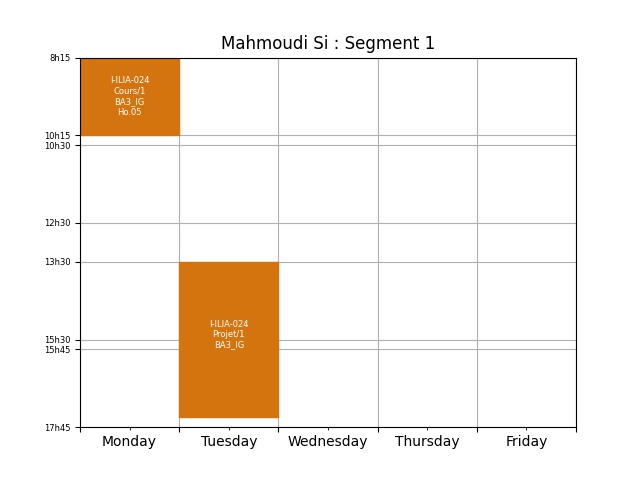 Mahmoudi Si : Segment 1
8h15
I-ILIA-024
Cours/1
BA3_IG
Ho.05
10h15
10h30
12h30
13h30
I-ILIA-024
Projet/1
BA3_IG
15h30
15h45
17h45
Monday Tuesday Wednesday Thursday Friday